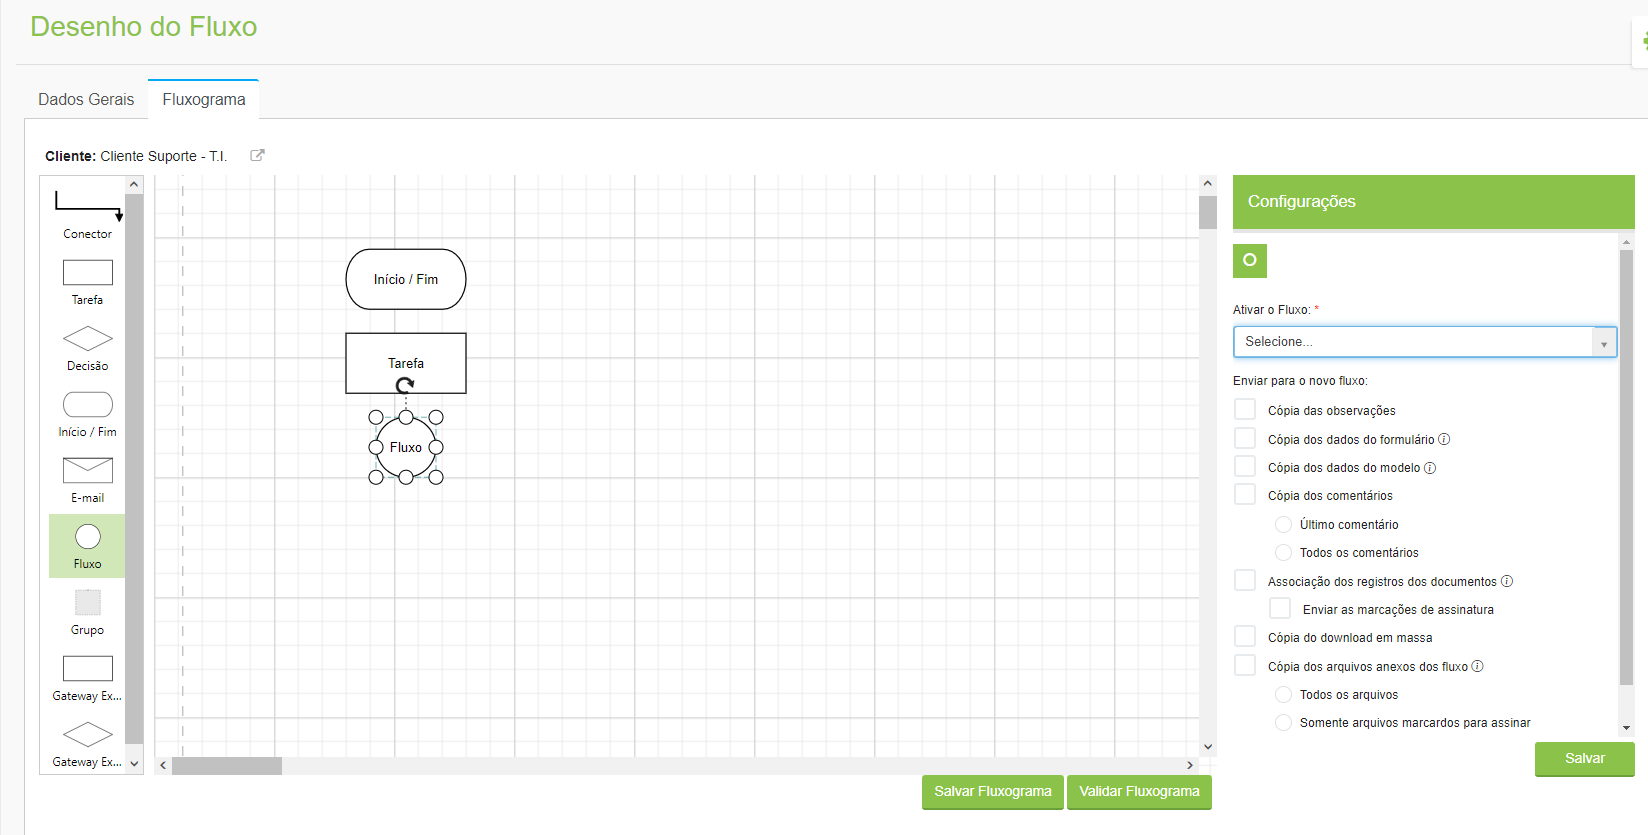 Desenho do Fluxo
Dados Gerais
Fluxograma
Cliente: Cliente Suporte - T.I.
Conector
Tarefa
Decisão
Início / Fim
E-mail
Fluxo
Grupo
Gateway Ex...
Gateway Ex...
Início / Fim
Tarefa
Fluxo
Salvar Fluxograma
Validar Fluxograma
Configurações
Ativar o Fluxo: *
Selecione...
Enviar para o novo fluxo:
Cópia das observações
Cópia dos dados do formulário
Cópia dos dados do modelo
Cópia dos comentários
Último comentário
Todos os comentários
Associação dos registros dos documentos
Enviar as marcações de assinatura
Cópia do download em massa
Cópia dos arquivos anexos dos fluxo
Todos os arquivos
Somente arquivos marcardos para assinar
Salvar